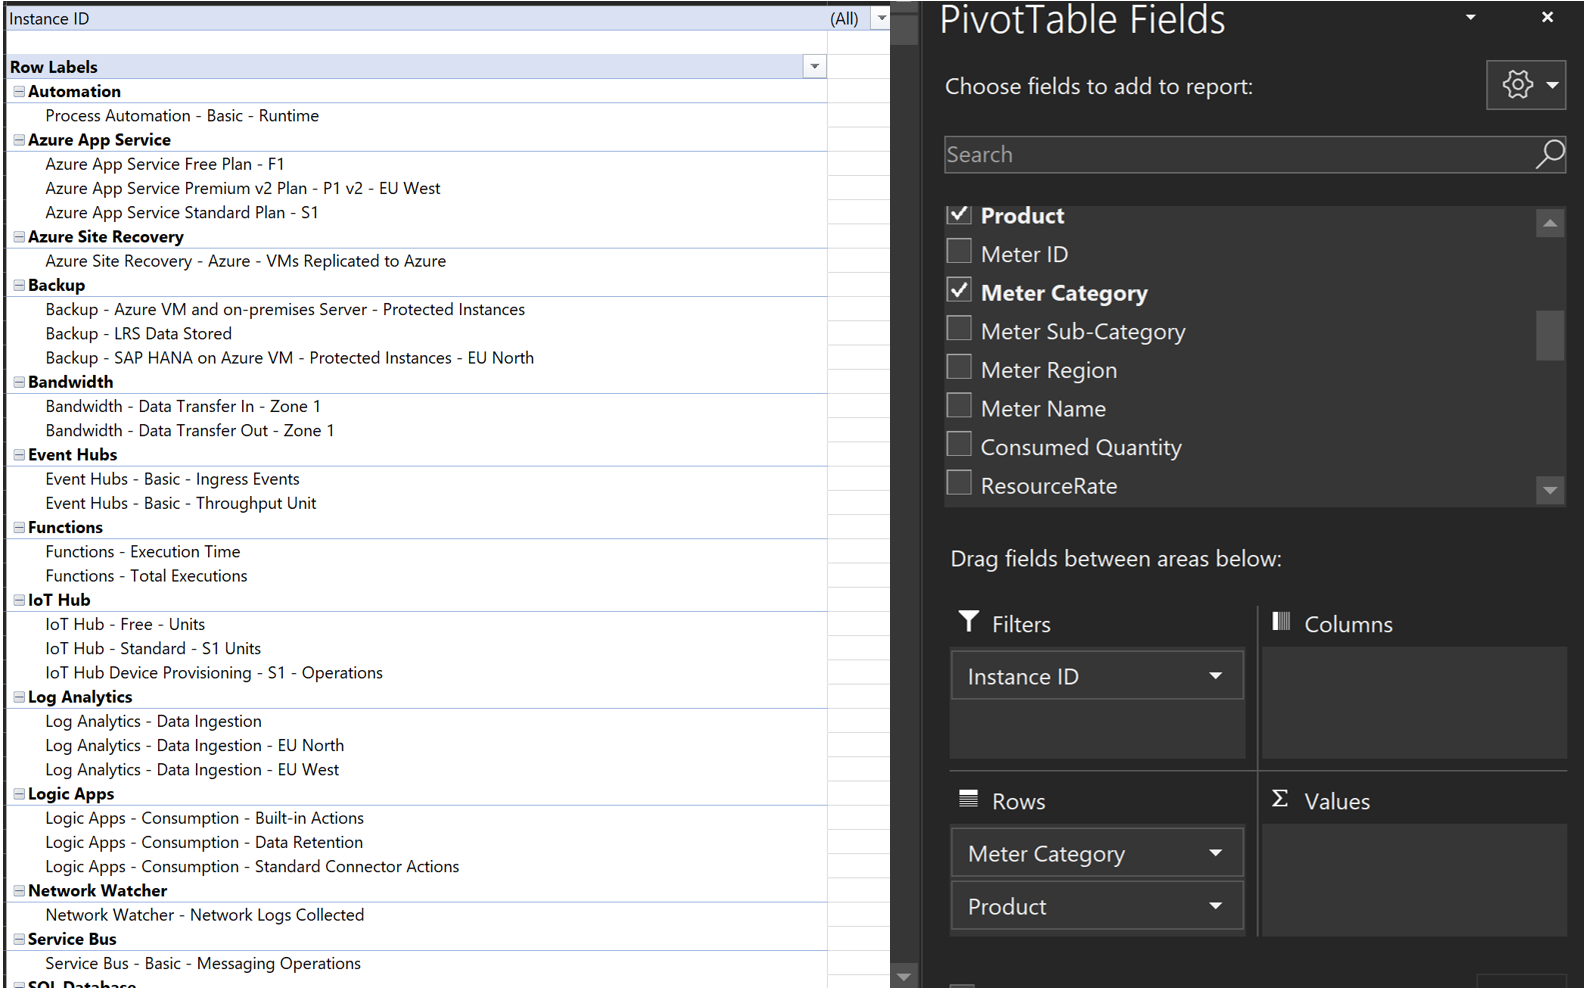 Instance ID (All)
Row Labels
Automation
Process Automation - Basic - Runtime
Azure App Service
Azure App Service Free Plan - F1
Azure App Service Premium v2 Plan - P1 v2 - EU West
Azure App Service Standard Plan - S1
Azure Site Recovery
Azure Site Recovery - Azure - VMs Replicated to Azure
Backup
Backup - Azure VM and on-premises Server - Protected Instances
Backup - LRS Data Stored
Backup - SAP HANA on Azure VM - Protected Instances - EU North
Bandwidth
Bandwidth - Data Transfer In - Zone 1
Bandwidth - Data Transfer Out - Zone 1
Event Hubs
Event Hubs - Basic - Ingress Events
Event Hubs - Basic - Throughput Unit
Functions
Functions - Execution Time
Functions - Total Executions
IoT Hub
IoT Hub - Free - Units
IoT Hub - Standard - S1 Units
IoT Hub Device Provisioning - S1 - Operations
Log Analytics
Log Analytics - Data Ingestion
Log Analytics - Data Ingestion - EU North
Log Analytics - Data Ingestion - EU West
Logic Apps
Logic Apps - Consumption - Built-in Actions
Logic Apps - Consumption - Data Retention
Logic Apps - Consumption - Standard Connector Actions
Network Watcher
Network Watcher - Network Logs Collected
Service Bus
Service Bus - Basic - Messaging Operations
SQL Database
PivotTable Fields
Choose fields to add to report:
Search
Product
Meter ID
Meter Category
Meter Sub-Category
Meter Region
Meter Name
Consumed Quantity
ResourceRate
Drag fields between areas below:
Filters
Instance ID
Columns
Rows
Meter Category
Product
Values